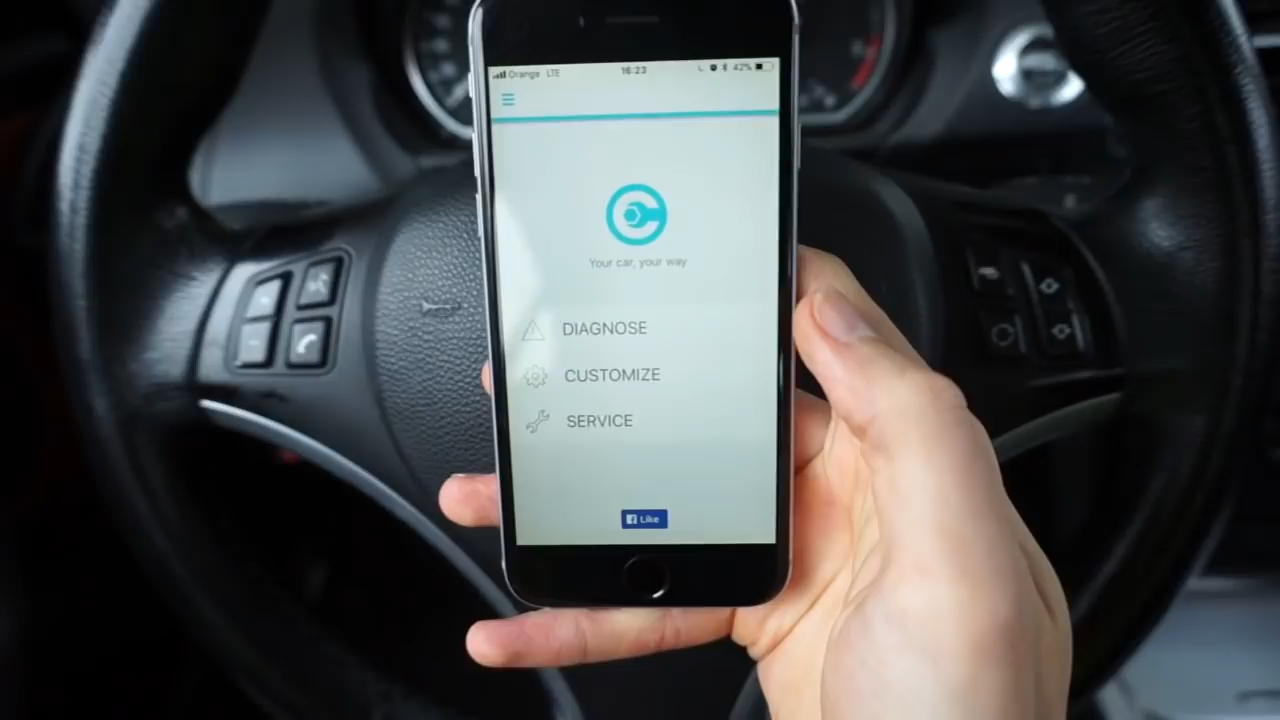 Orange LTE 16:23 42%
Your car, your way
DIAGNOSE
CUSTOMIZE
SERVICE
Like